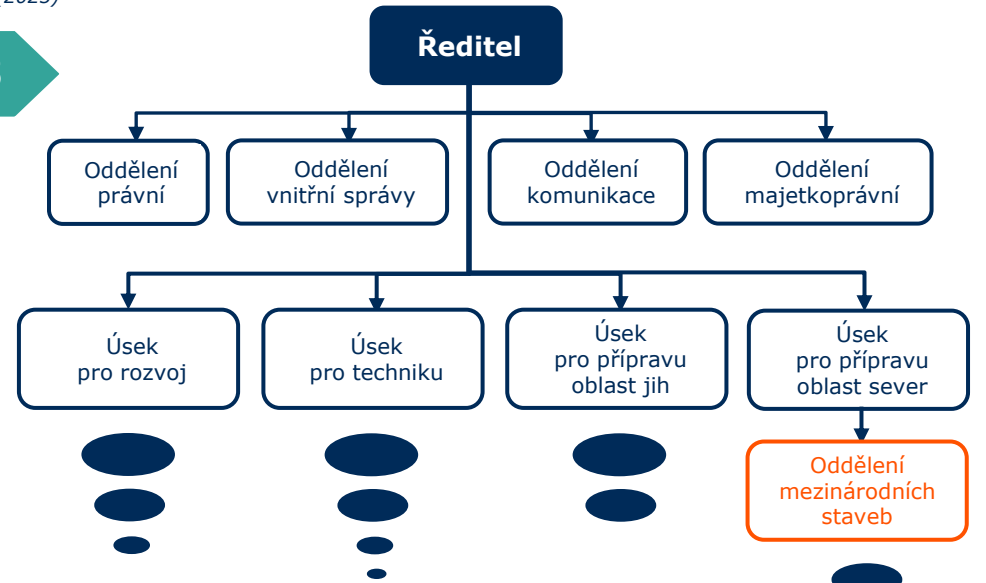 Ředitel
Oddělení
právní
Oddělení
vnitřní správy
Oddělení
komunikace
Oddělení
majetkoprávní
Úsek
pro rozvoj
Úsek
pro techniku
Úsek
pro přípravu
oblast jih
Úsek
pro přípravu
oblast sever
Oddělení
mezinárodních
staveb